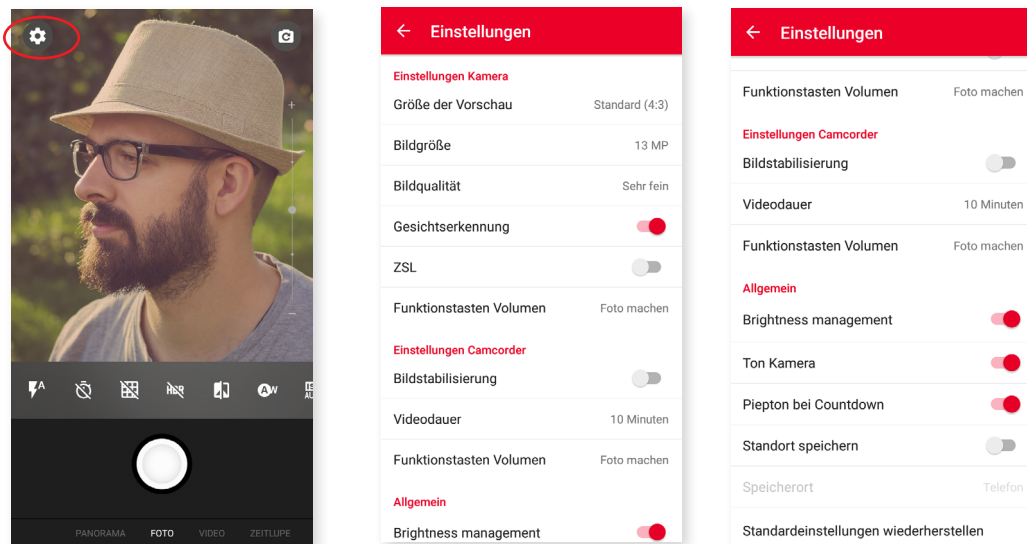 A
HDR
AW
PANORAMA FOTO VIDEO ZEITLUPE
Einstellungen
Einstellungen Kamera
Größe der Vorschau Standard (4:3)
Bildgröße 13 MP
Bildqualität Sehr fein
Gesichtserkennung
ZSL
Funktionstasten Volumen Foto machen
Einstellungen Camcorder
Bildstabilisierung
Videodauer 10 Minuten
Funktionstasten Volumen Foto machen
Allgemein
Brightness management
Einstellungen
Funktionstasten Volumen Foto machen
Einstellungen Camcorder
Bildstabilisierung
Videodauer 10 Minuten
Funktionstasten Volumen Foto machen
Allgemein
Brightness management
Ton Kamera
Piepton bei Countdown
Standort speichern
Speicherort Telefon
Standardeinstellungen wiederherstellen